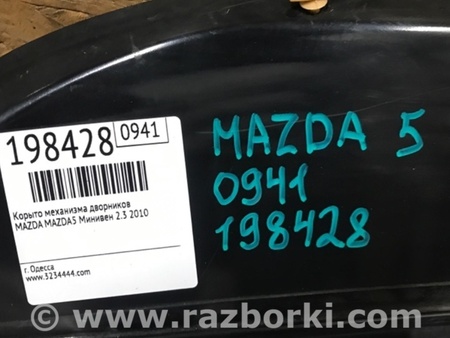 198428 0941
Корыто механизма дворников
MAZDA MAZDA5 Минивен 2.3 2010
г. Одесса
www.3234444.com
MAZDA 5
0941
198428
© www.razborki.com